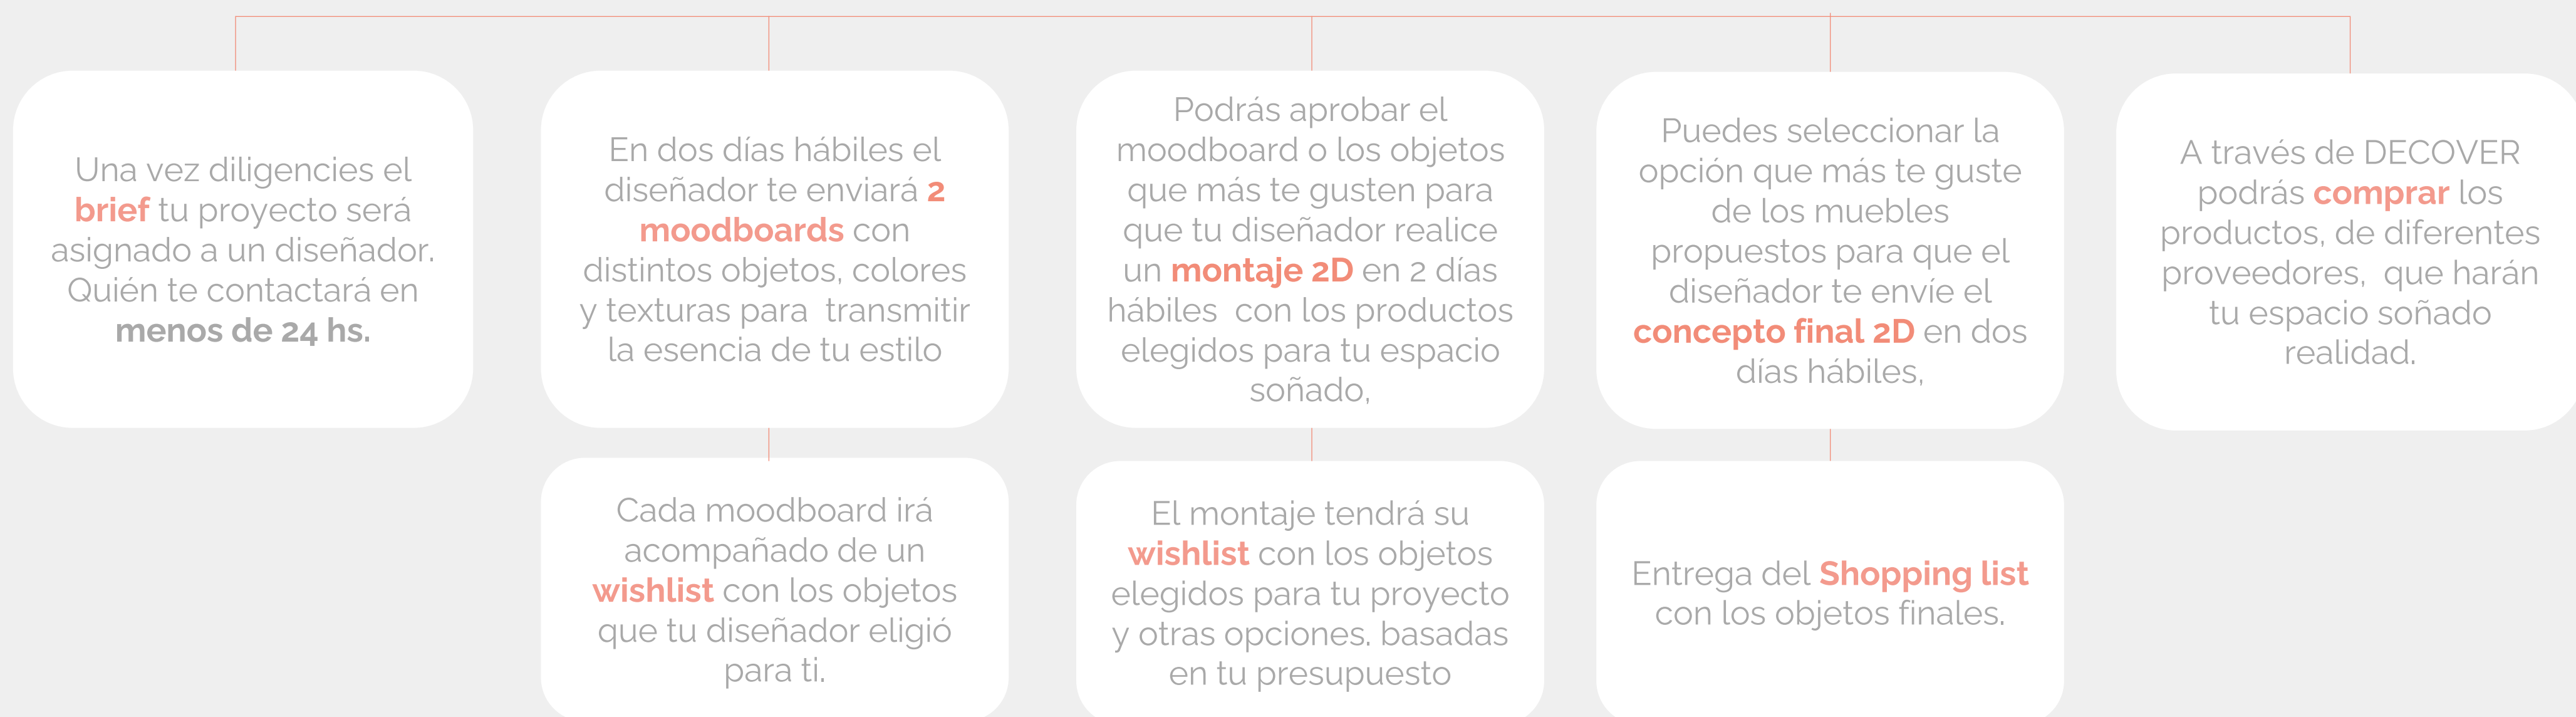 Una vez diligencies el
brief tu proyecto será
asignado a un diseñador.
Quién te contactará en
menos de 24 hs.
En dos días hábiles el
diseñador te enviará 2
moodboards con
distintos objetos, colores
y texturas para  transmitir
la esencia de tu estilo
Cada moodboard irá
acompañado de un
wishlist con los objetos
que tu diseñador eligió
para ti.
Podrás aprobar el
moodboard o los objetos
que más te gusten para
que tu diseñador realice
un montaje 2D en 2 días
hábiles  con los productos
elegidos para tu espacio
soñado,
El montaje tendrá su
wishlist con los objetos
elegidos para tu proyecto
y otras opciones. basadas
en tu presupuesto
Puedes seleccionar la
opción que más te guste
de los muebles
propuestos para que el
diseñador te envíe el
concepto final 2D en dos
días hábiles,
Entrega del Shopping list
con los objetos finales.
A través de DECOVER
podrás comprar los
productos, de diferentes
proveedores,  que harán
tu espacio soñado
realidad.